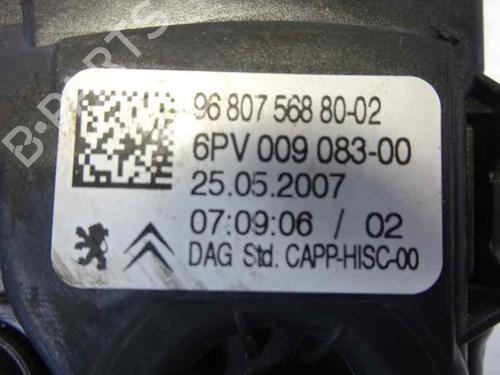 B-PARTS
96 807 568 80-02
6PV 009 083-00
25.05.2007
07:09:06 / 02
DAG Std. CAPP-HISC-00